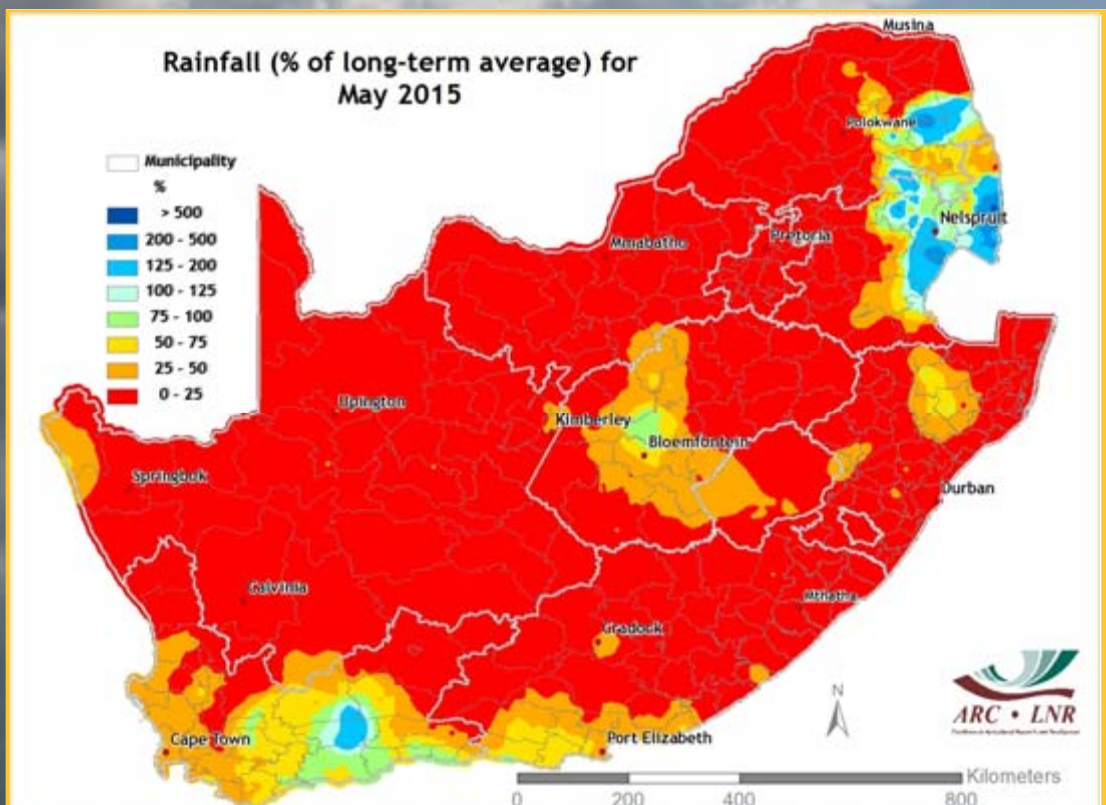 Rainfall (% of long-term average) for
May 2015
Municipality
%
> 500
200 - 500
125 - 200
100 - 125
75 - 100
50 - 75
25 - 50
0 - 25
Musina
Polokwane
Nelspruit
Pretoria
Mmabatho
Upington
Kimberley
Bloemfontein
Springbok
Durban
Calvinia
Mthatha
Cradock
Cape Town
Port Elizabeth
N
ARC • LNR
Kilometers
0 200 400 800